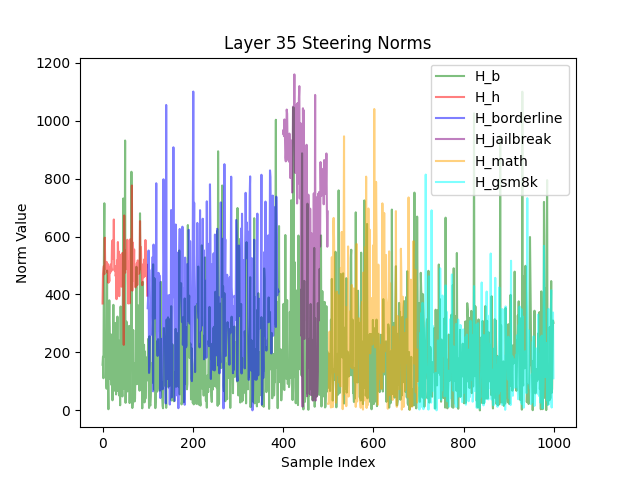 Layer 35 Steering Norms
1200
1000
800
600
400
200
0
Norm Value
H_b
H_h
H_borderline
H_jailbreak
H_math
H_gsm8k
0
200
400
600
800
1000
Sample Index